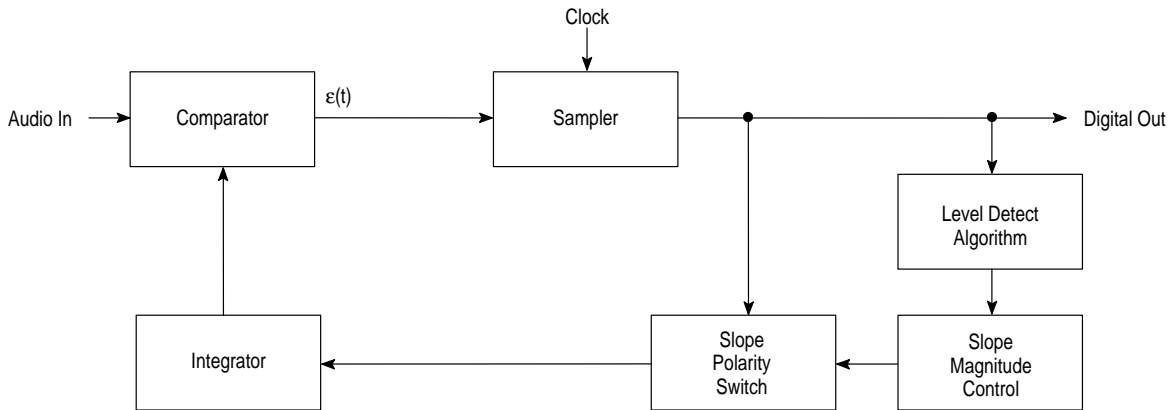 Clock
Audio In
Comparator
ε(t)
Sampler
Digital Out
Level Detect
Algorithm
Integrator
Slope
Polarity
Switch
Slope
Magnitude
Control